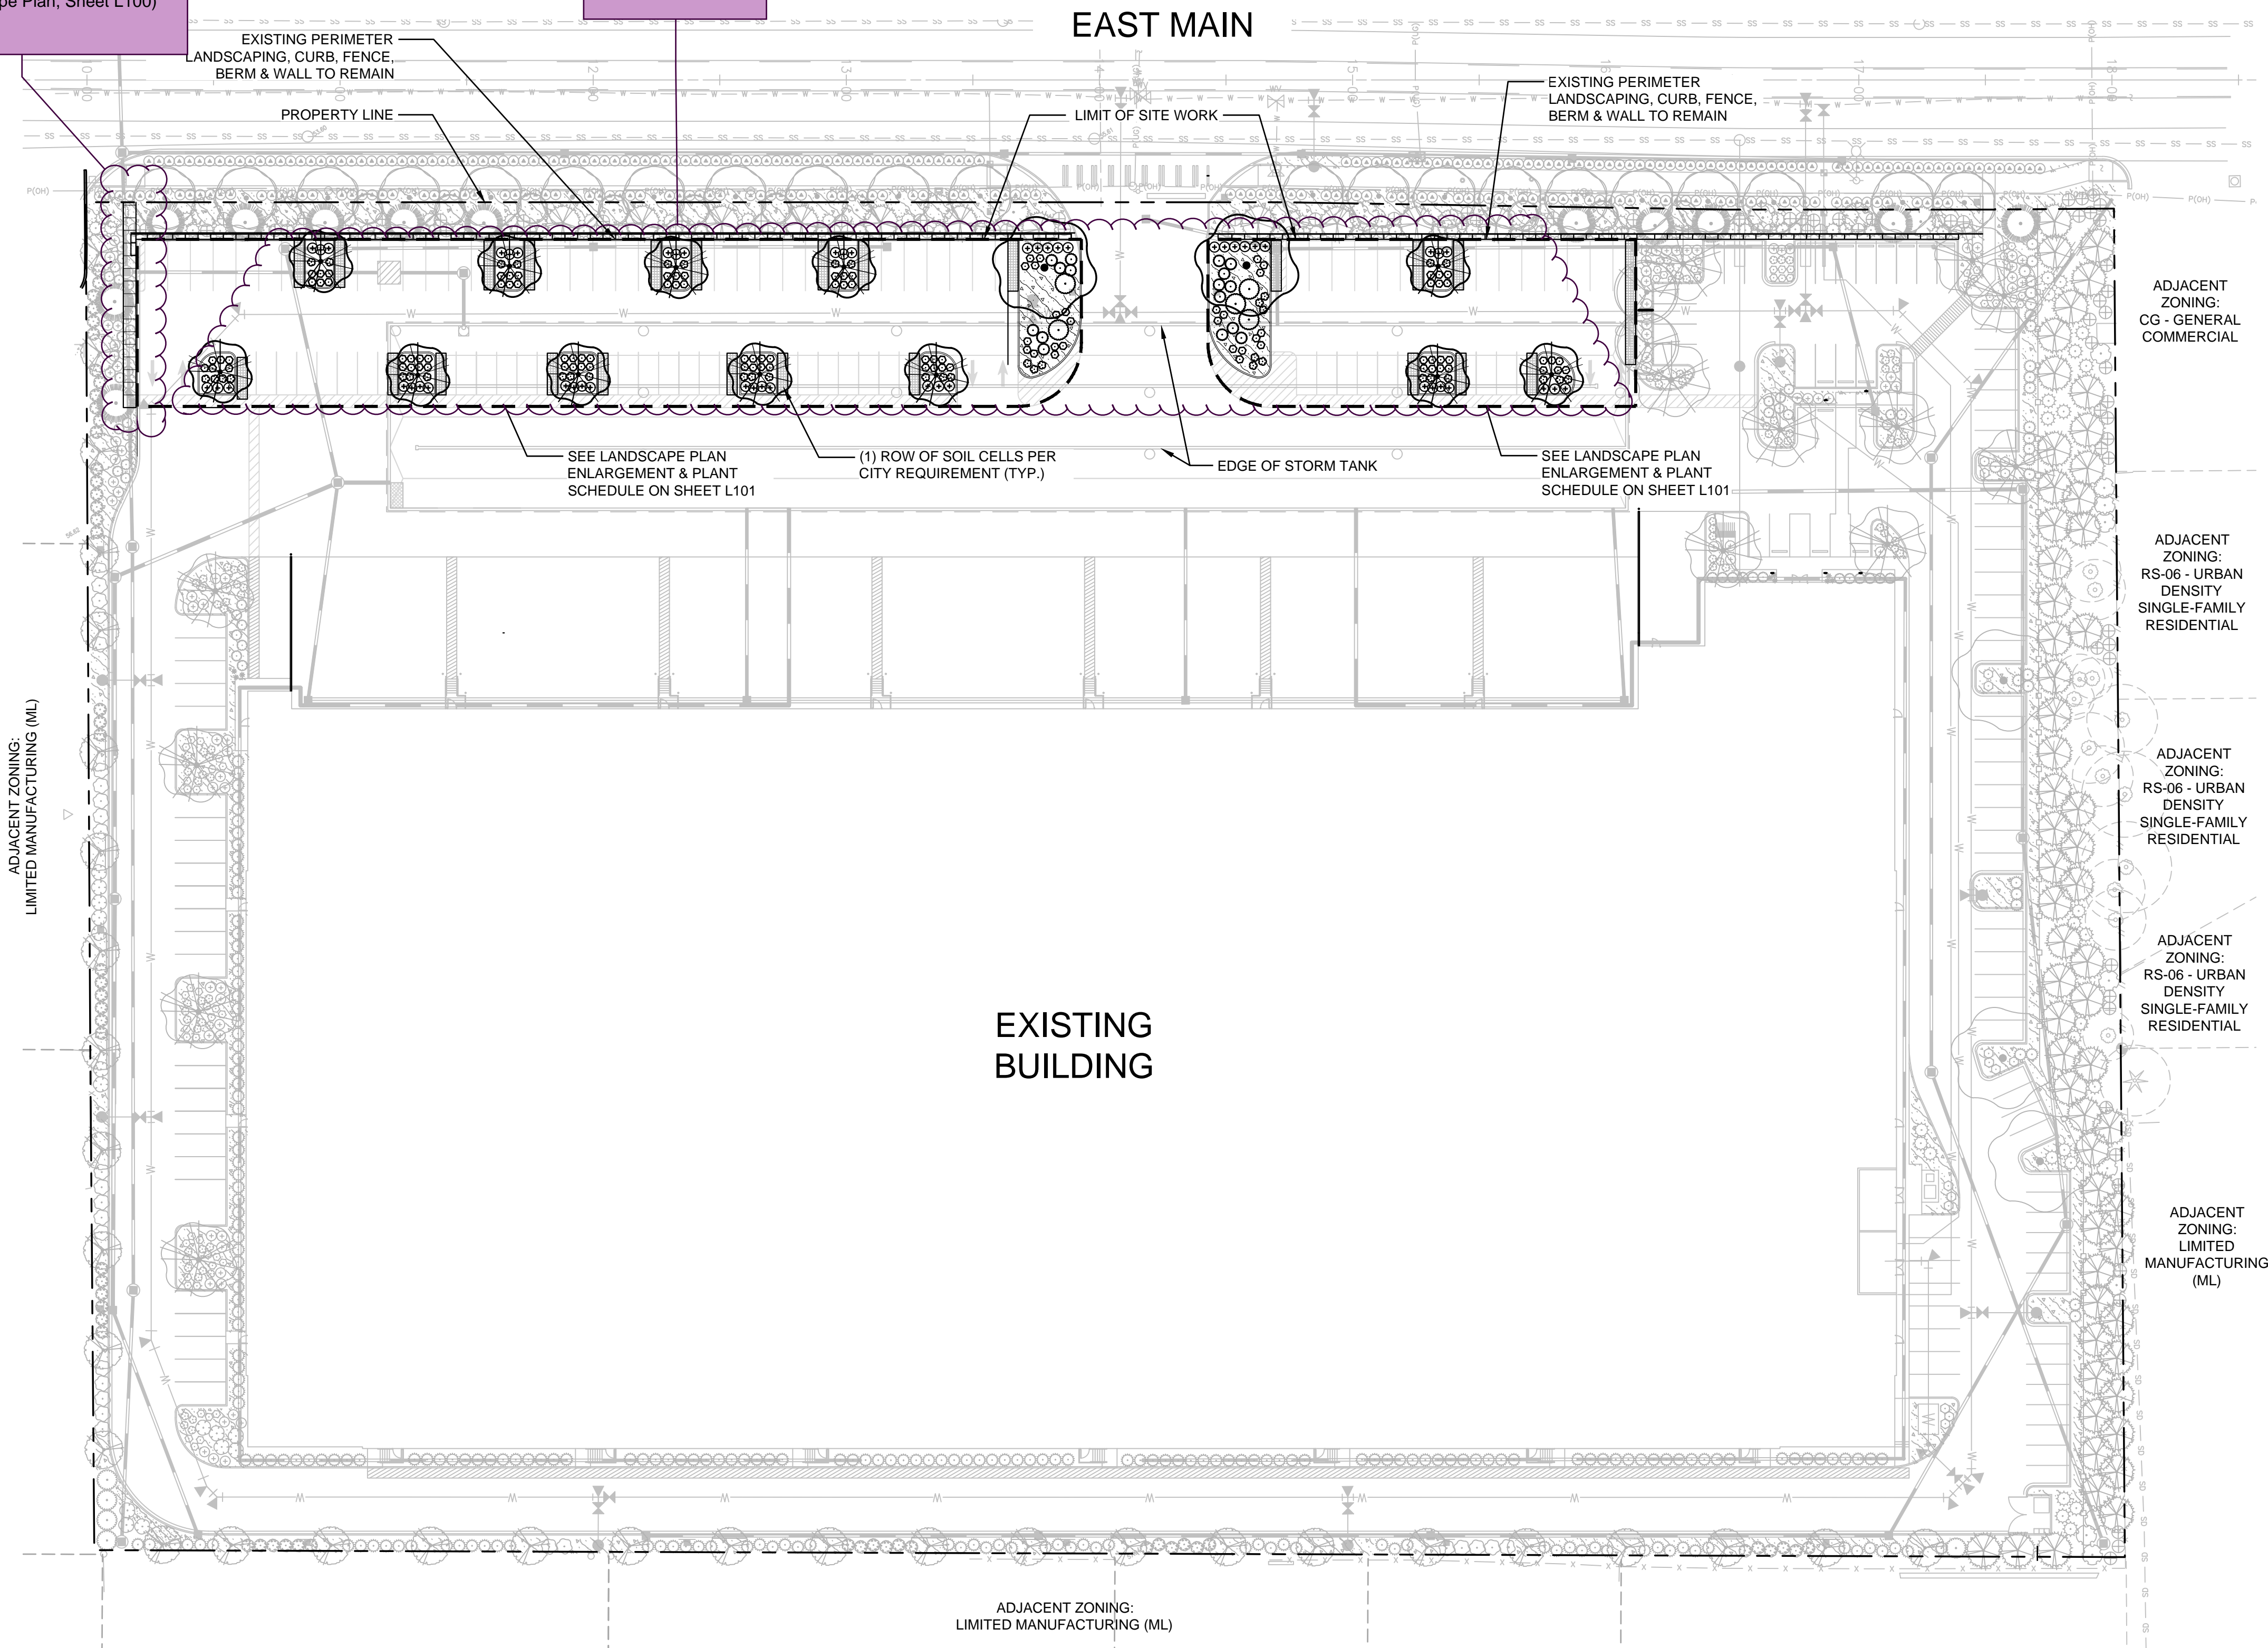 pe Plan, Sheet L100)
EAST MAIN
EXISTING PERIMETER
LANDSCAPING, CURB, FENCE,
BERM & WALL TO REMAIN
PROPERTY LINE
LIMIT OF SITE WORK
EXISTING PERIMETER
LANDSCAPING, CURB, FENCE,
BERM & WALL TO REMAIN
SEE LANDSCAPE PLAN
ENLARGEMENT & PLANT
SCHEDULE ON SHEET L101
(1) ROW OF SOIL CELLS PER
CITY REQUIREMENT (TYP.)
EDGE OF STORM TANK
SEE LANDSCAPE PLAN
ENLARGEMENT & PLANT
SCHEDULE ON SHEET L101
ADJACENT
ZONING:
CG - GENERAL
COMMERCIAL
ADJACENT
ZONING:
RS-06 - URBAN
DENSITY
SINGLE-FAMILY
RESIDENTIAL
ADJACENT
ZONING:
RS-06 - URBAN
DENSITY
SINGLE-FAMILY
RESIDENTIAL
ADJACENT
ZONING:
RS-06 - URBAN
DENSITY
SINGLE-FAMILY
RESIDENTIAL
ADJACENT
ZONING:
LIMITED
MANUFACTURING
(ML)
ADJACENT ZONING:
LIMITED MANUFACTURING (ML)
EXISTING
BUILDING
ADJACENT ZONING:
LIMITED MANUFACTURING (ML)